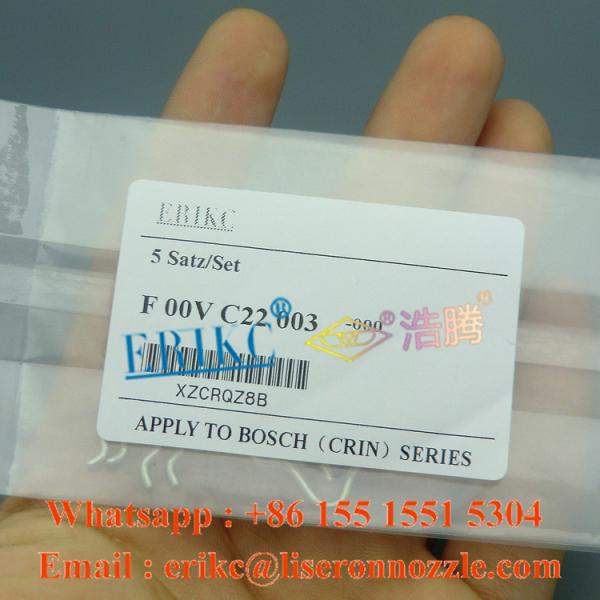 ERIKC
5 Satz/Set
F 00V C22 003 -000
ERIKC® 浩腾
XZCRQZ8B
APPLY TO BOSCH（CRIN）SERIES
Whatsapp : +86 155 1551 5304
Email : erikc@liseronnozzle.com